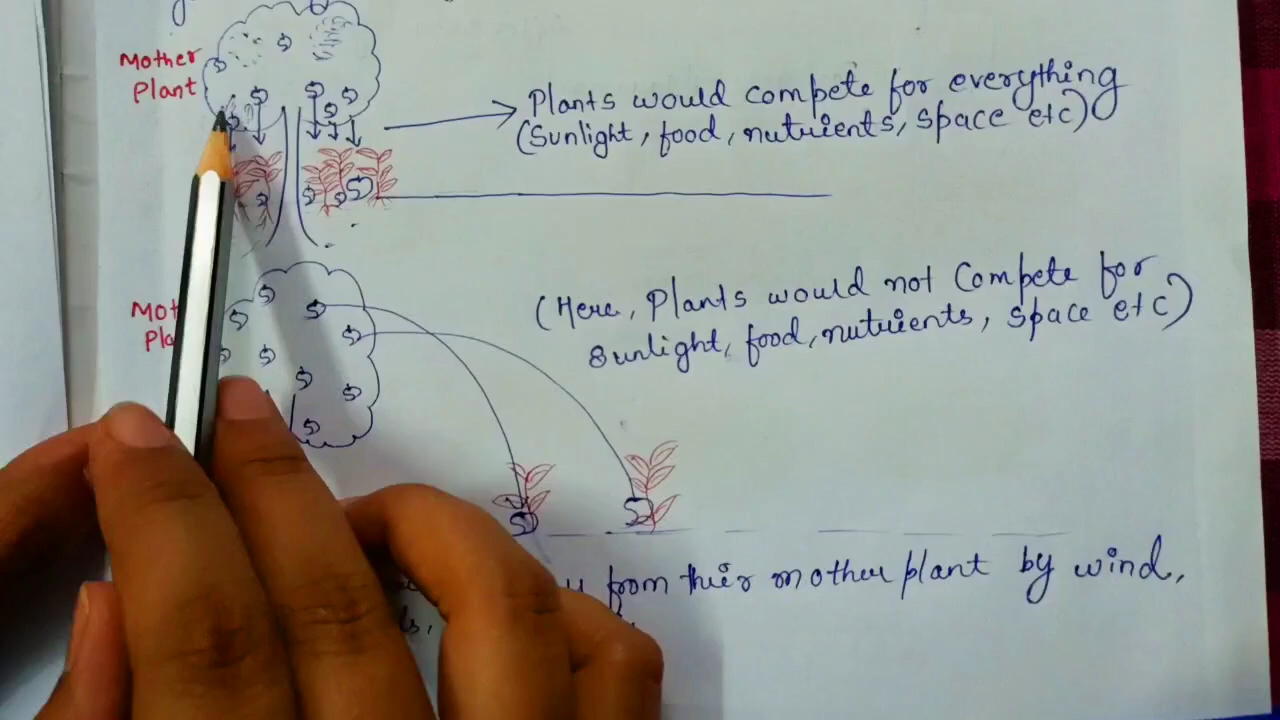 Mother
Plant
Plants would compete for everything
(Sunlight, food, nutrients, space etc)
S S S S S S S
S S S S
Mot
Pla
(Here, Plants would not Compete for
Sunlight, food, nutrients, space etc)
S S S S S S S S S
S S
from thier mother plant by wind,